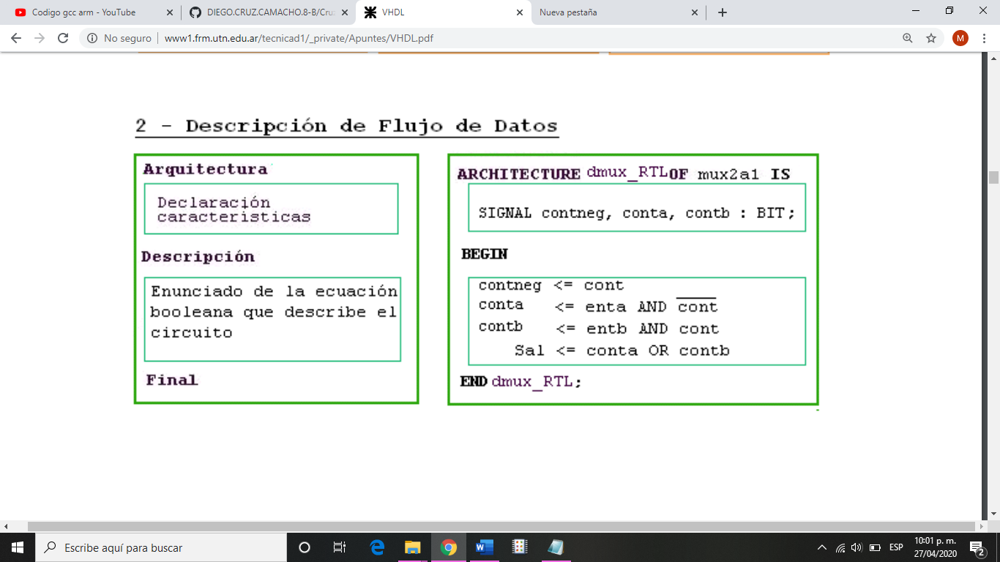 Codigo gcc arm - YouTube
DIEGO.CRUZ.CAMACHO.8-B/Cru
VHDL
Nueva pestaña
No seguro
www1.frm.utn.edu.ar/tecnicad1/_private/Apuntes/VHDL.pdf
M
2 - Descripción de Flujo de Datos
Arquitectura
Declaración
caracteristicas
Descripción
Enunciado de la ecuación
booleana que describe el
circuito
Final
ARCHITECTURE dmux_RTL OF mux2a1 IS
SIGNAL contneg, conta, contb : BIT;
BEGIN
contneg <= cont
conta <= enta AND c̅o̅n̅t̅
contb <= entb AND cont
Sal <= conta OR contb
END dmux_RTL;
Escribe aquí para buscar
ESP
10:01 p. m.
27/04/2020
2